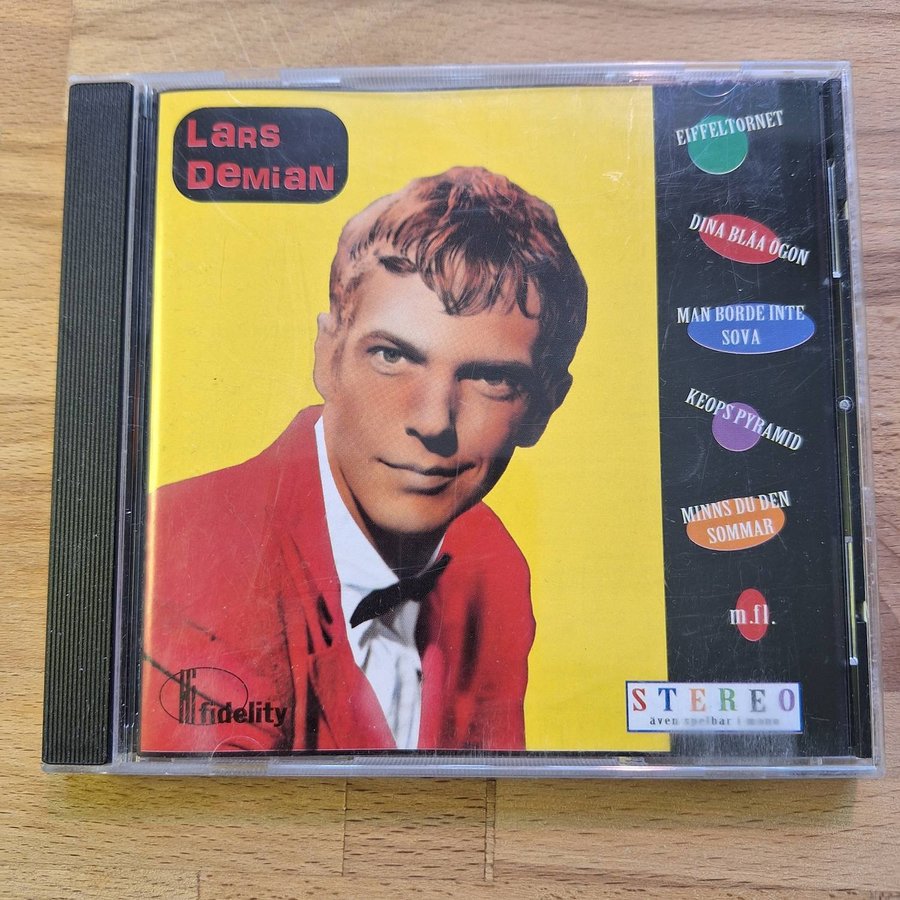 Lars
Demian
EIFFELTORNET
DINA BLÅA ÖGON
MAN BORDE INTE
SOVA
KEOPS PYRAMID
MINNS DU DEN
SOMMAR
m.fl.
STEREO
även spelbar i mono
Hi
fidelity